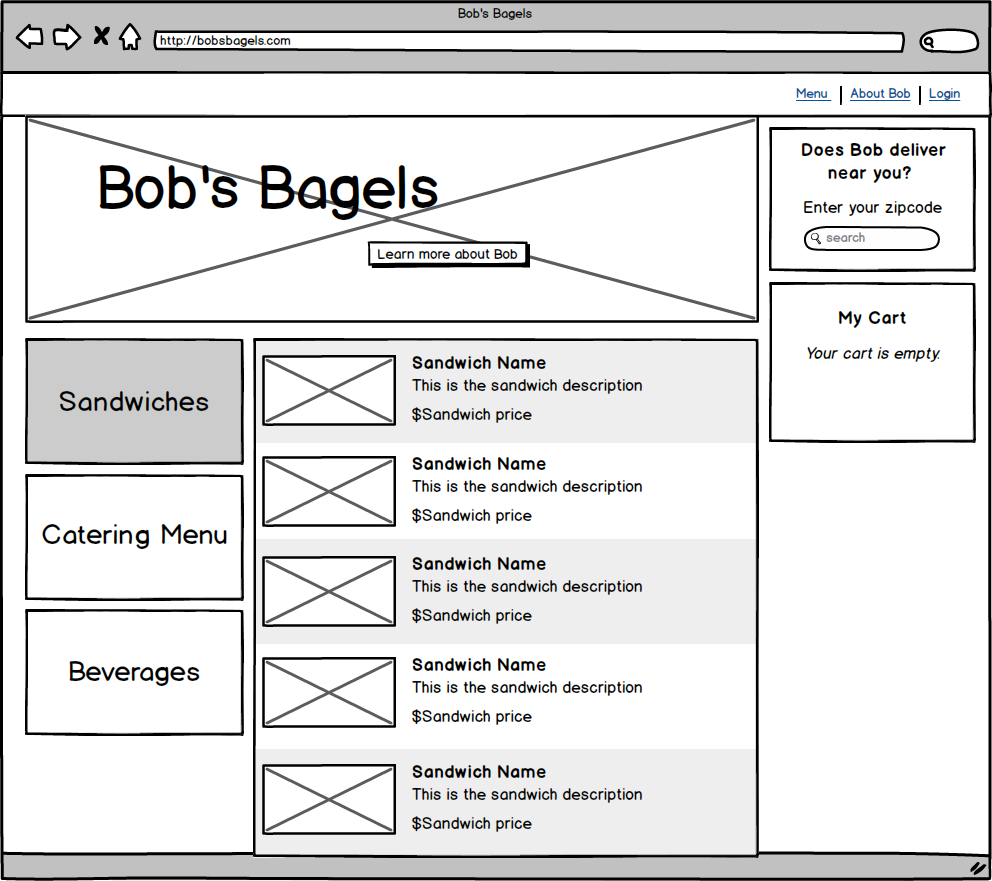 Bob's Bagels
http://bobsbagels.com
Menu | About Bob | Login
Bob's Bagels
Learn more about Bob
Does Bob deliver
near you?
Enter your zipcode
search
My Cart
Your cart is empty.
Sandwiches
Catering Menu
Beverages
Sandwich Name
This is the sandwich description
$Sandwich price
Sandwich Name
This is the sandwich description
$Sandwich price
Sandwich Name
This is the sandwich description
$Sandwich price
Sandwich Name
This is the sandwich description
$Sandwich price
Sandwich Name
This is the sandwich description
$Sandwich price